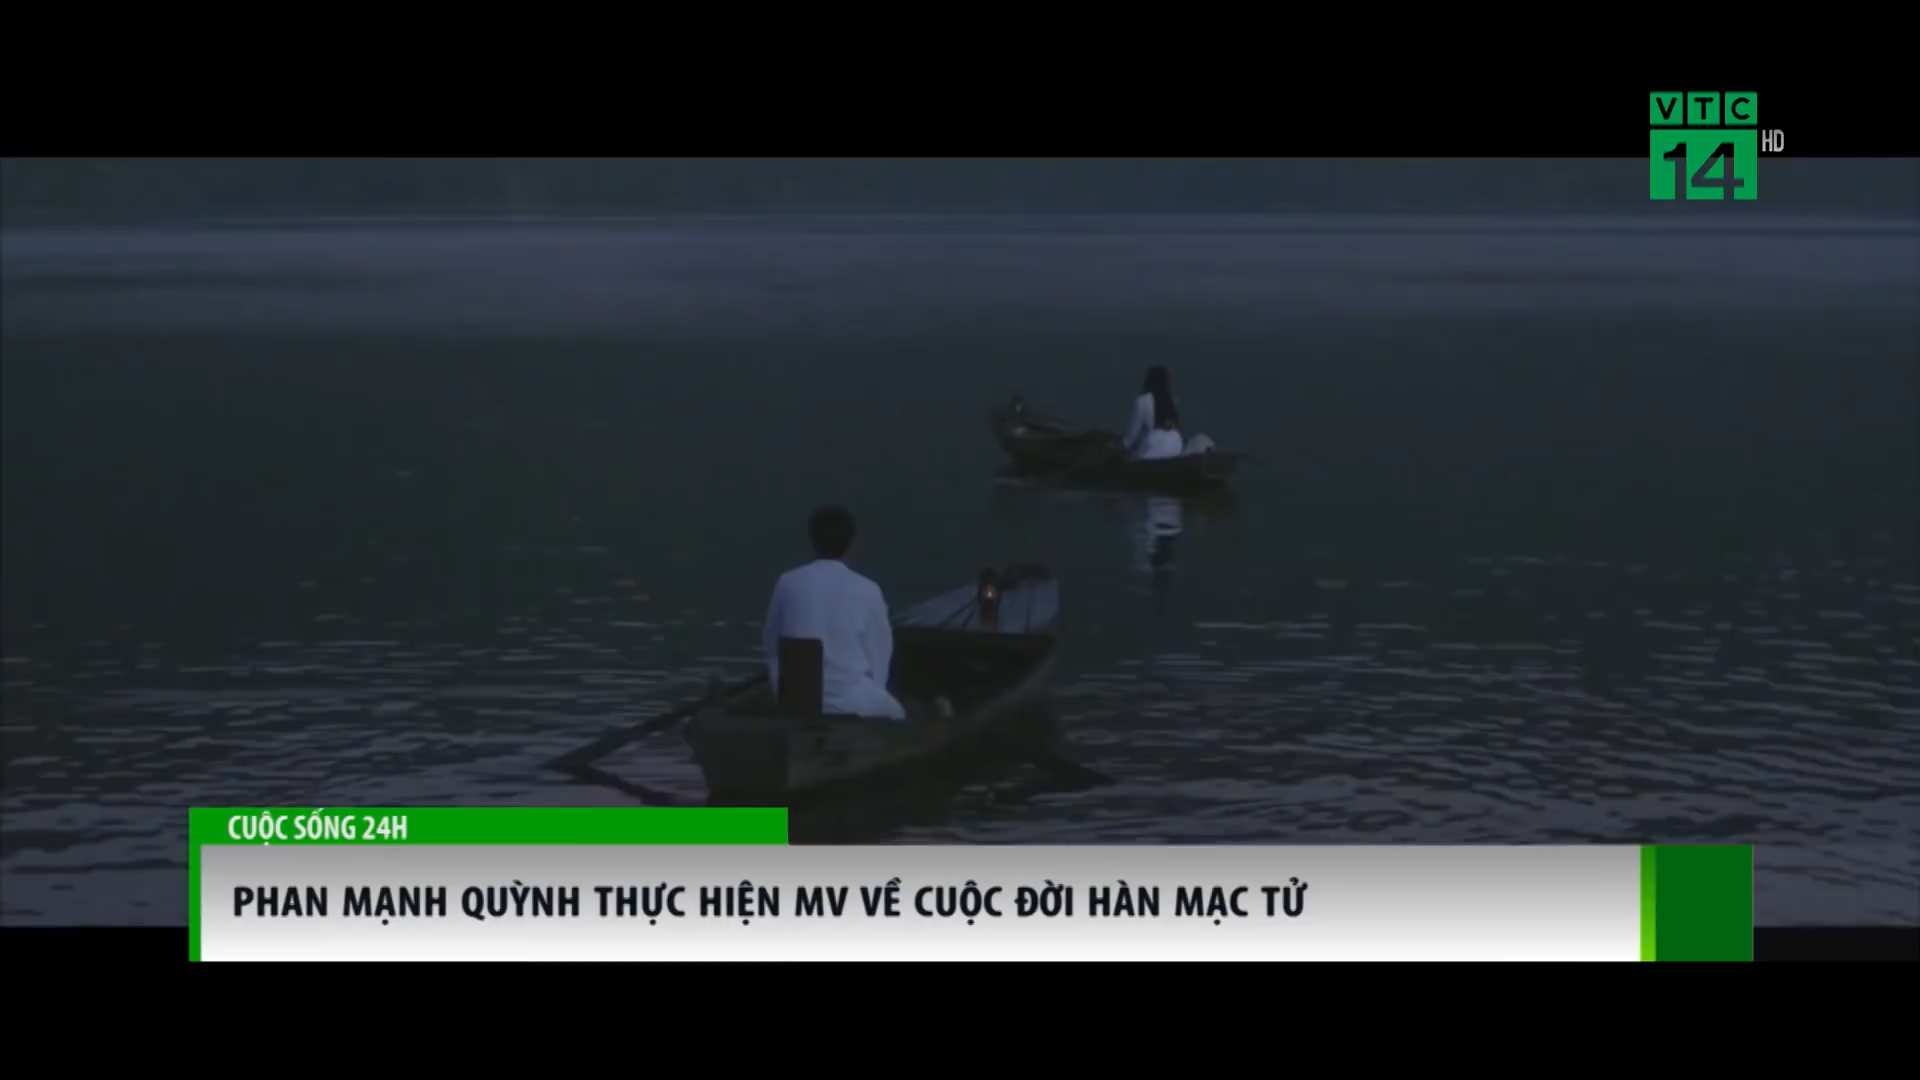 VTC
14 HD
CUỘC SỐNG 24H
PHAN MẠNH QUỲNH THỰC HIỆN MV VỀ CUỘC ĐỜI HÀN MẠC TỬ